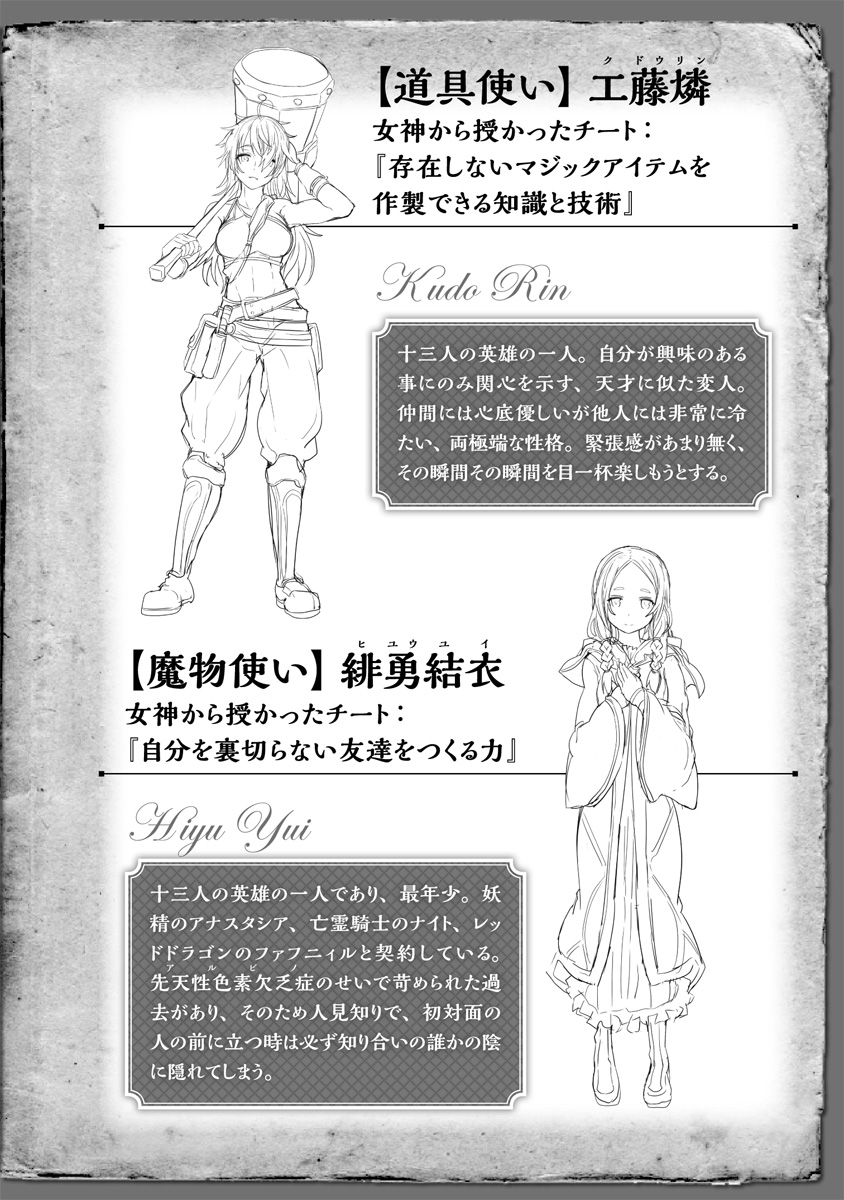 【道具使い】工藤燐
クドウリン
女神から授かったチート：
『存在しないマジックアイテムを
作製できる知識と技術』
Kudo Rin
十三人の英雄の一人。自分が興味のある
事にのみ関心を示す、天才に似た変人。
仲間には心底優しいが他人には非常に冷
たい、両極端な性格。緊張感があまり無く、
その瞬間その瞬間を目一杯楽しもうとする。
【魔物使い】緋勇結衣
ヒユウユイ
女神から授かったチート：
『自分を裏切らない友達をつくる力』
Hiyu Yui
十三人の英雄の一人であり、最年少。妖
精のアナスタシア、亡霊騎士のナイト、レッ
ドドラゴンのファフニィルと契約している。
アルビノ
先天性色素欠乏症のせいで苛められた過
去があり、そのため人見知りで、初対面の
人の前に立つ時は必ず知り合いの誰かの陰
に隠れてしまう。